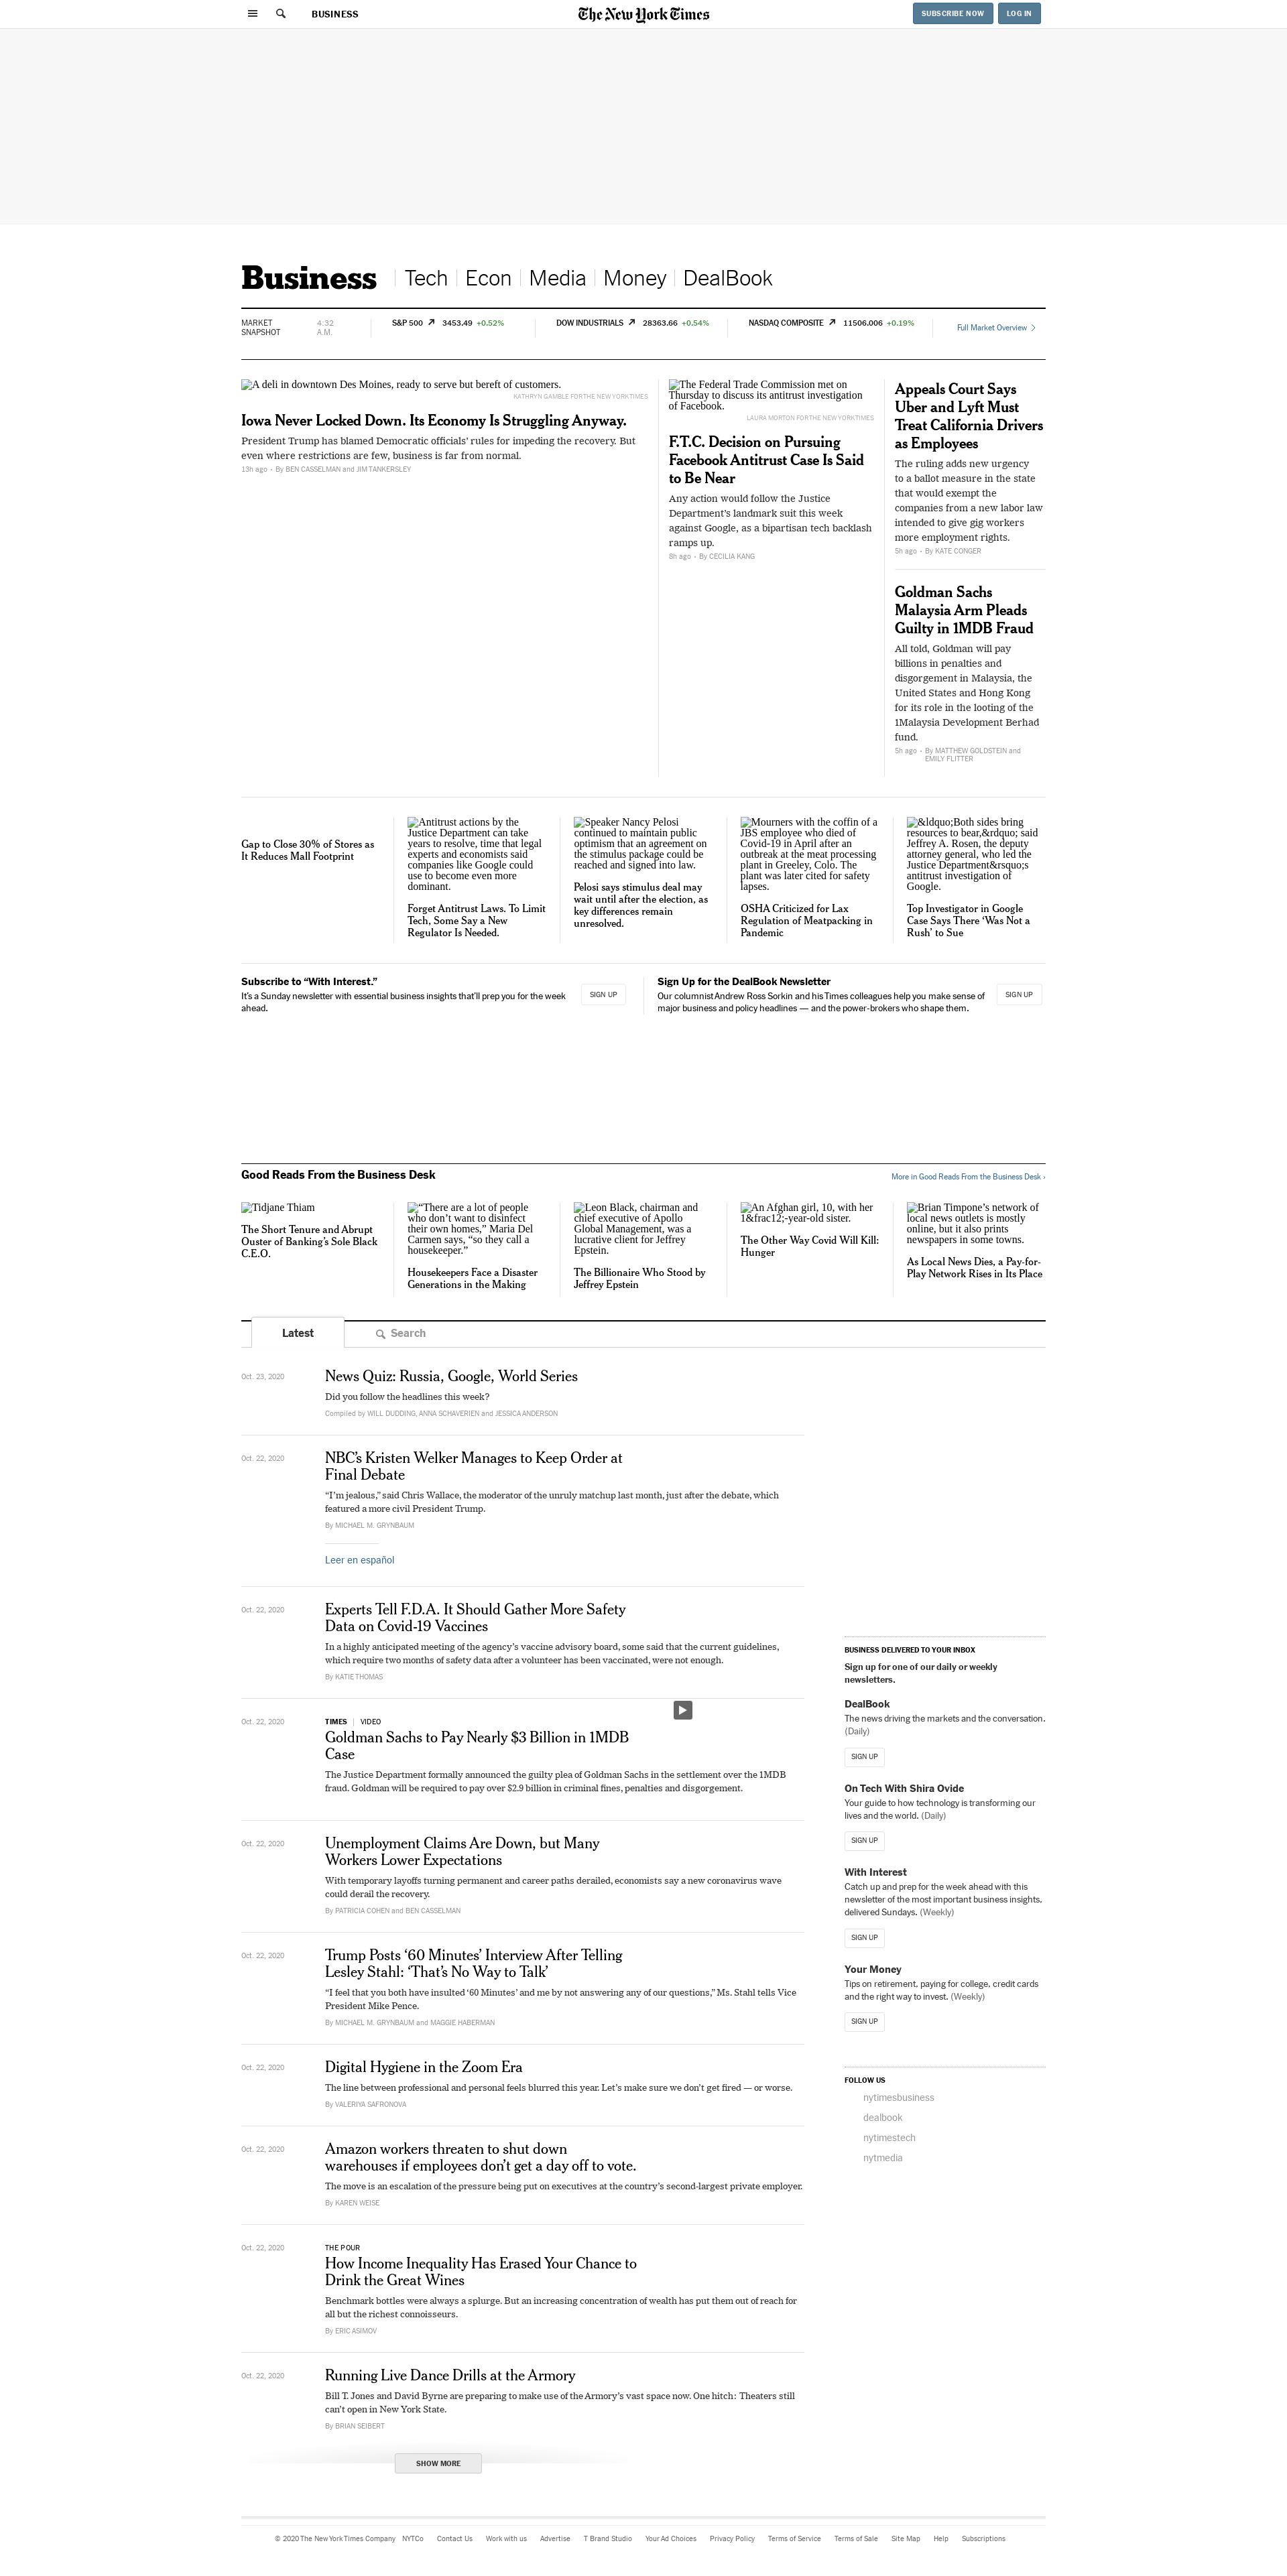 BUSINESS
The New York Times
SUBSCRIBE NOW
LOG IN
Business
Tech
Econ
Media
Money
DealBook
MARKET
SNAPSHOT
4:32
A.M.
S&P 500 3453.49 +0.52%
DOW INDUSTRIALS 28363.66 +0.54%
NASDAQ COMPOSITE 11506.006 +0.19%
Full Market Overview
A deli in downtown Des Moines, ready to serve but bereft of customers.
KATHRYN GAMBLE FOR THE NEW YORK TIMES
Iowa Never Locked Down. Its Economy Is Struggling Anyway.
President Trump has blamed Democratic officials’ rules for impeding the recovery. But
even where restrictions are few, business is far from normal.
13h ago · By BEN CASSELMAN and JIM TANKERSLEY
The Federal Trade Commission met on
Thursday to discuss its antitrust investigation
of Facebook.
LAURA MORTON FOR THE NEW YORK TIMES
F.T.C. Decision on Pursuing
Facebook Antitrust Case Is Said
to Be Near
Any action would follow the Justice
Department’s landmark suit this week
against Google, as a bipartisan tech backlash
ramps up.
8h ago · By CECILIA KANG
Appeals Court Says
Uber and Lyft Must
Treat California Drivers
as Employees
The ruling adds new urgency
to a ballot measure in the state
that would exempt the
companies from a new labor law
intended to give gig workers
more employment rights.
5h ago · By KATE CONGER
Goldman Sachs
Malaysia Arm Pleads
Guilty in 1MDB Fraud
All told, Goldman will pay
billions in penalties and
disgorgement in Malaysia, the
United States and Hong Kong
for its role in the looting of the
1Malaysia Development Berhad
fund.
5h ago · By MATTHEW GOLDSTEIN and
EMILY FLITTER
Gap to Close 30% of Stores as
It Reduces Mall Footprint
Antitrust actions by the
Justice Department can take
years to resolve, time that legal
experts and economists said
companies like Google could
use to become even more
dominant.
Forget Antitrust Laws. To Limit
Tech, Some Say a New
Regulator Is Needed.
Speaker Nancy Pelosi
continued to maintain public
optimism that an agreement on
the stimulus package could be
reached and signed into law.
Pelosi says stimulus deal may
wait until after the election, as
key differences remain
unresolved.
Mourners with the coffin of a
JBS employee who died of
Covid-19 in April after an
outbreak at the meat processing
plant in Greeley, Colo. The
plant was later cited for safety
lapses.
OSHA Criticized for Lax
Regulation of Meatpacking in
Pandemic
&ldquo;Both sides bring
resources to bear,&rdquo; said
Jeffrey A. Rosen, the deputy
attorney general, who led the
Justice Department&rsquo;s
antitrust investigation of
Google.
Top Investigator in Google
Case Says There ‘Was Not a
Rush’ to Sue
Subscribe to “With Interest.”
It’s a Sunday newsletter with essential business insights that’ll prep you for the week
ahead.
SIGN UP
Sign Up for the DealBook Newsletter
Our columnist Andrew Ross Sorkin and his Times colleagues help you make sense of
major business and policy headlines — and the power-brokers who shape them.
SIGN UP
Good Reads From the Business Desk
More in Good Reads From the Business Desk ›
Tidjane Thiam
The Short Tenure and Abrupt
Ouster of Banking’s Sole Black
C.E.O.
“There are a lot of people
who don’t want to disinfect
their own homes,” Maria Del
Carmen says, “so they call a
housekeeper.”
Housekeepers Face a Disaster
Generations in the Making
Leon Black, chairman and
chief executive of Apollo
Global Management, was a
lucrative client for Jeffrey
Epstein.
The Billionaire Who Stood by
Jeffrey Epstein
An Afghan girl, 10, with her
1&frac12;-year-old sister.
The Other Way Covid Will Kill:
Hunger
Brian Timpone’s network of
local news outlets is mostly
online, but it also prints
newspapers in some towns.
As Local News Dies, a Pay-for-
Play Network Rises in Its Place
Latest
Search
Oct. 23, 2020
News Quiz: Russia, Google, World Series
Did you follow the headlines this week?
Compiled by WILL DUDDING, ANNA SCHAVERIEN and JESSICA ANDERSON
Oct. 22, 2020
NBC’s Kristen Welker Manages to Keep Order at
Final Debate
“I’m jealous,” said Chris Wallace, the moderator of the unruly matchup last month, just after the debate, which
featured a more civil President Trump.
By MICHAEL M. GRYNBAUM
Leer en español
Oct. 22, 2020
Experts Tell F.D.A. It Should Gather More Safety
Data on Covid-19 Vaccines
In a highly anticipated meeting of the agency’s vaccine advisory board, some said that the current guidelines,
which require two months of safety data after a volunteer has been vaccinated, were not enough.
By KATIE THOMAS
Oct. 22, 2020
TIMES | VIDEO
Goldman Sachs to Pay Nearly $3 Billion in 1MDB
Case
The Justice Department formally announced the guilty plea of Goldman Sachs in the settlement over the 1MDB
fraud. Goldman will be required to pay over $2.9 billion in criminal fines, penalties and disgorgement.
Oct. 22, 2020
Unemployment Claims Are Down, but Many
Workers Lower Expectations
With temporary layoffs turning permanent and career paths derailed, economists say a new coronavirus wave
could derail the recovery.
By PATRICIA COHEN and BEN CASSELMAN
Oct. 22, 2020
Trump Posts ‘60 Minutes’ Interview After Telling
Lesley Stahl: ‘That’s No Way to Talk’
“I feel that you both have insulted ‘60 Minutes’ and me by not answering any of our questions,” Ms. Stahl tells Vice
President Mike Pence.
By MICHAEL M. GRYNBAUM and MAGGIE HABERMAN
Oct. 22, 2020
Digital Hygiene in the Zoom Era
The line between professional and personal feels blurred this year. Let’s make sure we don’t get fired — or worse.
By VALERIYA SAFRONOVA
Oct. 22, 2020
Amazon workers threaten to shut down
warehouses if employees don’t get a day off to vote.
The move is an escalation of the pressure being put on executives at the country’s second-largest private employer.
By KAREN WEISE
Oct. 22, 2020
THE POUR
How Income Inequality Has Erased Your Chance to
Drink the Great Wines
Benchmark bottles were always a splurge. But an increasing concentration of wealth has put them out of reach for
all but the richest connoisseurs.
By ERIC ASIMOV
Oct. 22, 2020
Running Live Dance Drills at the Armory
Bill T. Jones and David Byrne are preparing to make use of the Armory’s vast space now. One hitch: Theaters still
can’t open in New York State.
By BRIAN SEIBERT
SHOW MORE
BUSINESS DELIVERED TO YOUR INBOX
Sign up for one of our daily or weekly
newsletters.
DealBook
The news driving the markets and the conversation.
(Daily)
SIGN UP
On Tech With Shira Ovide
Your guide to how technology is transforming our
lives and the world. (Daily)
SIGN UP
With Interest
Catch up and prep for the week ahead with this
newsletter of the most important business insights,
delivered Sundays. (Weekly)
SIGN UP
Your Money
Tips on retirement, paying for college, credit cards
and the right way to invest. (Weekly)
SIGN UP
FOLLOW US
nytimesbusiness
dealbook
nytimestech
nytmedia
© 2020 The New York Times Company NYTCo Contact Us Work with us Advertise T Brand Studio Your Ad Choices Privacy Policy Terms of Service Terms of Sale Site Map Help Subscriptions